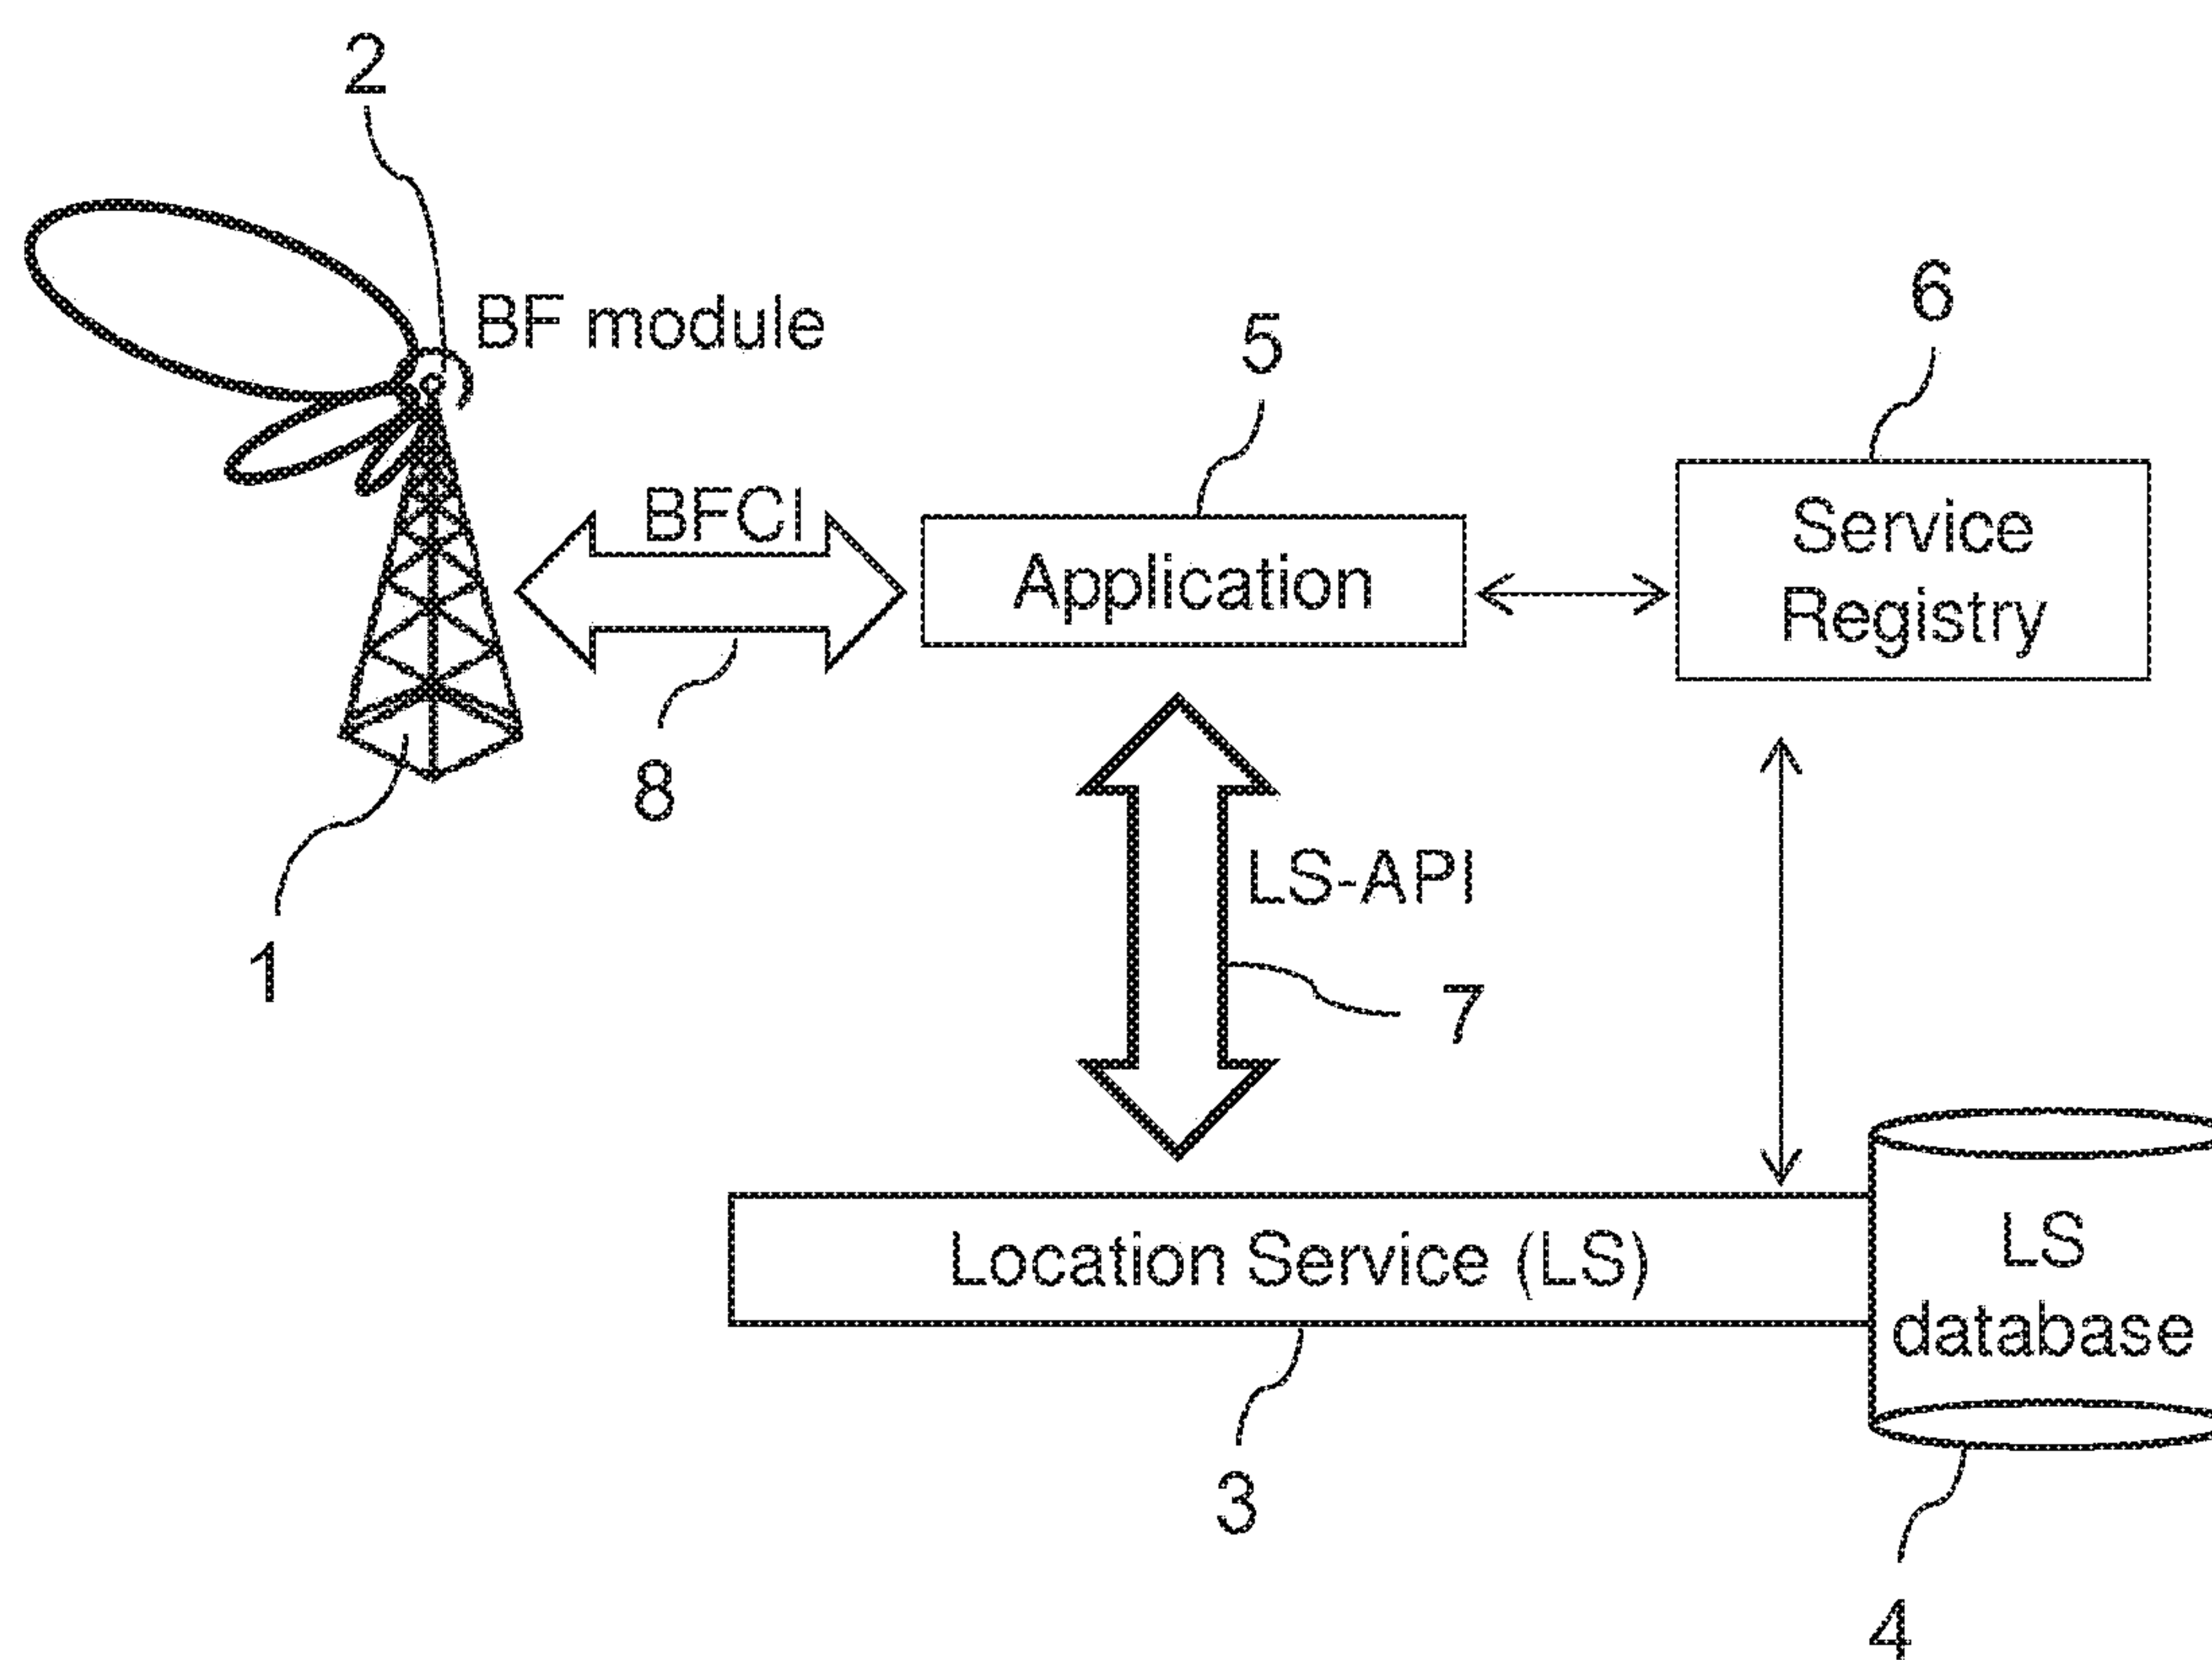 2
BF module
6
5
BFCI
Application
Service
Registry
8
LS-API
1
7
Location Service (LS)
LS
database
3
4